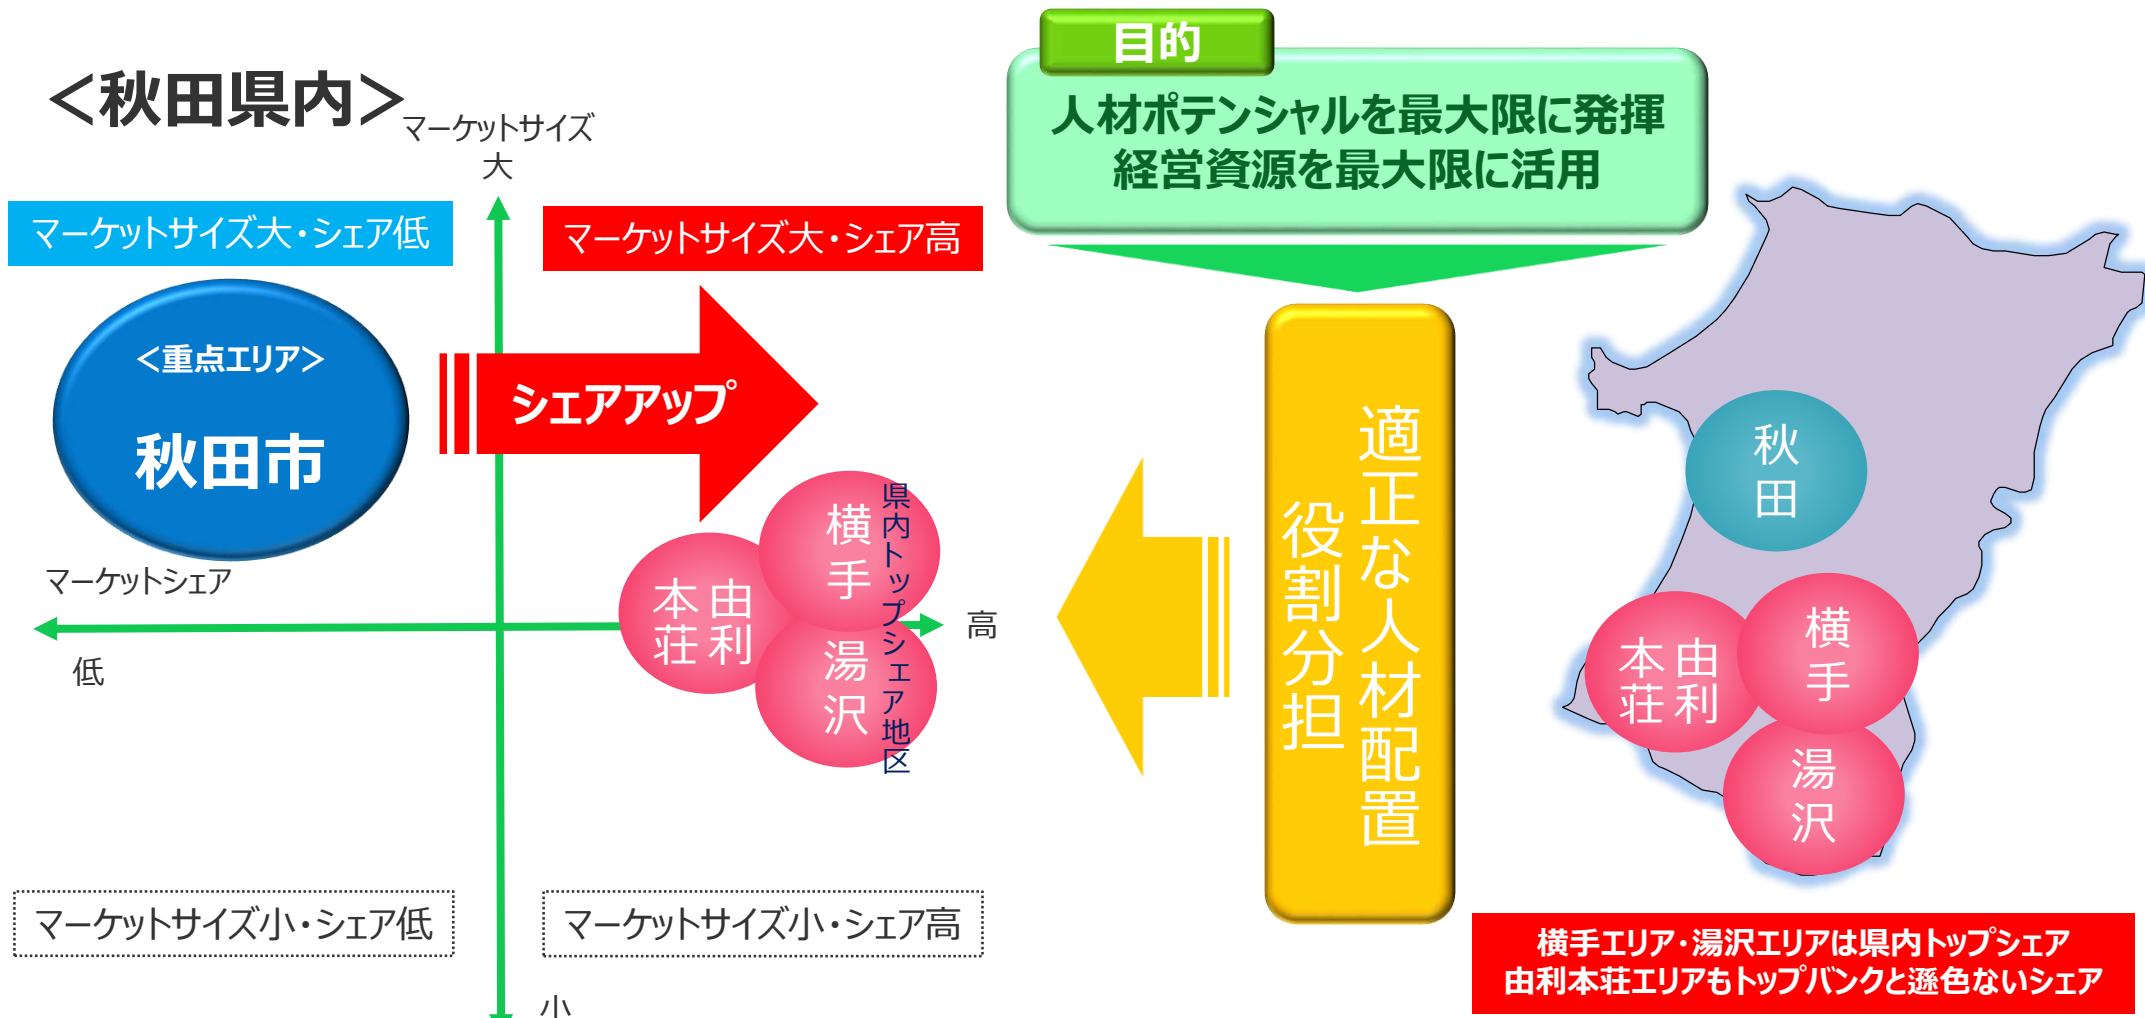 ＜秋田県内＞
マーケットサイズ
大
マーケットサイズ大・シェア低
マーケットサイズ大・シェア高
＜重点エリア＞
秋田市
シェアアップ
マーケットシェア
低
高
横手
由利
本荘
湯沢
県内トップシェア地区
マーケットサイズ小・シェア低
マーケットサイズ小・シェア高
小
目的
人材ポテンシャルを最大限に発揮
経営資源を最大限に活用
適正な人材配置
役割分担
秋田
横手
由利
本荘
湯沢
横手エリア・湯沢エリアは県内トップシェア
由利本荘エリアもトップバンクと遜色ないシェア